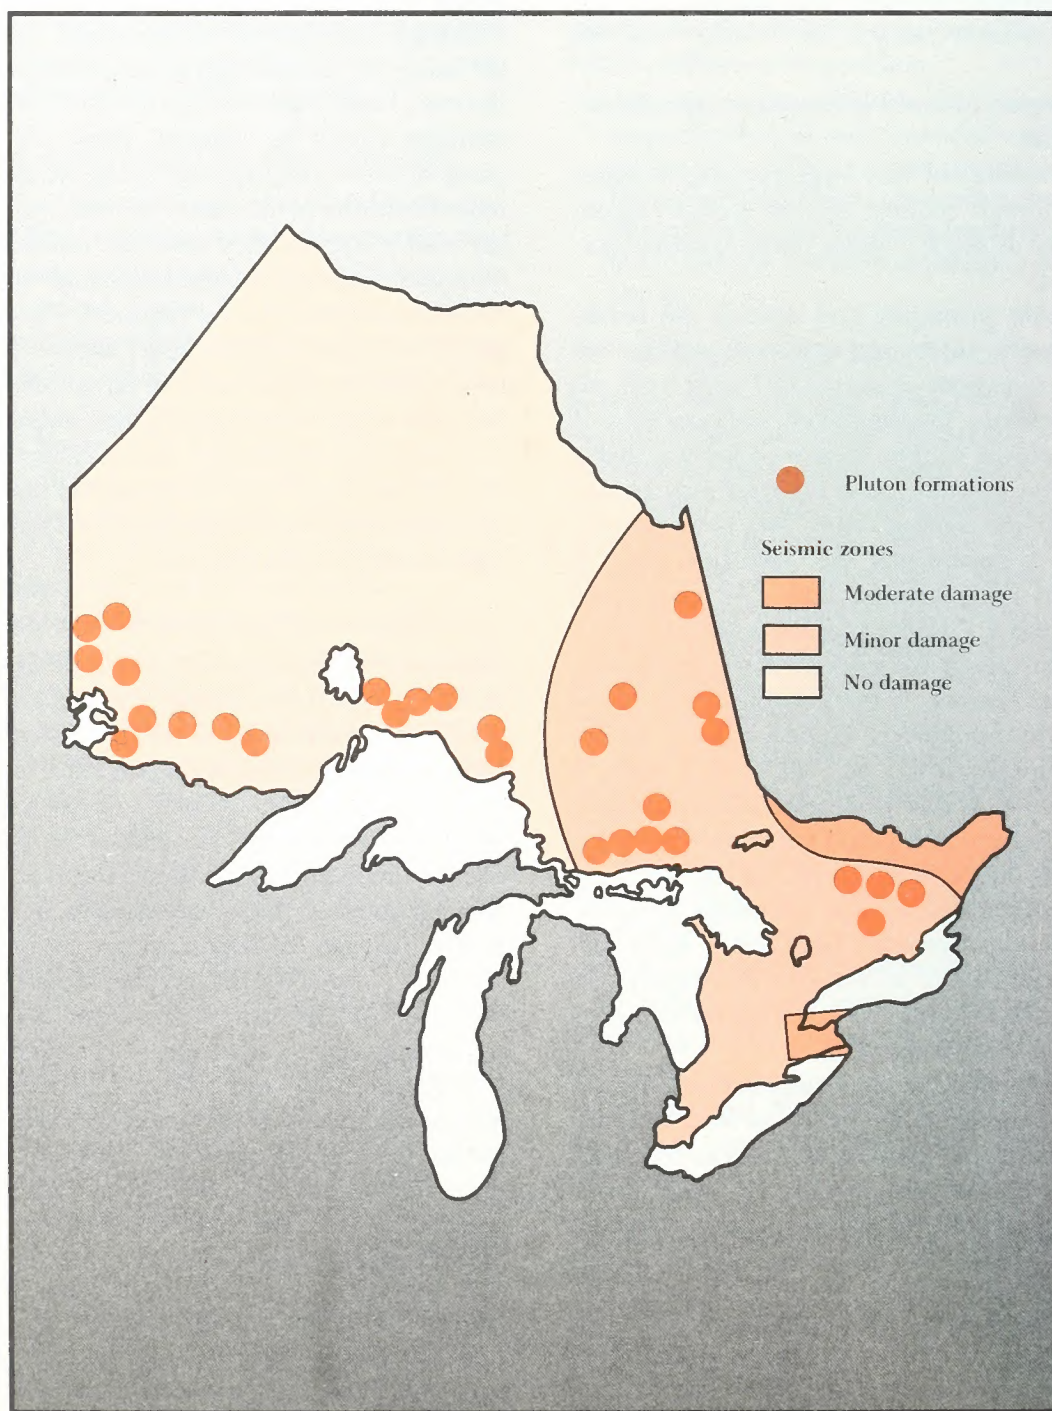 Pluton formations
Seismic zones
Moderate damage
Minor damage
No damage